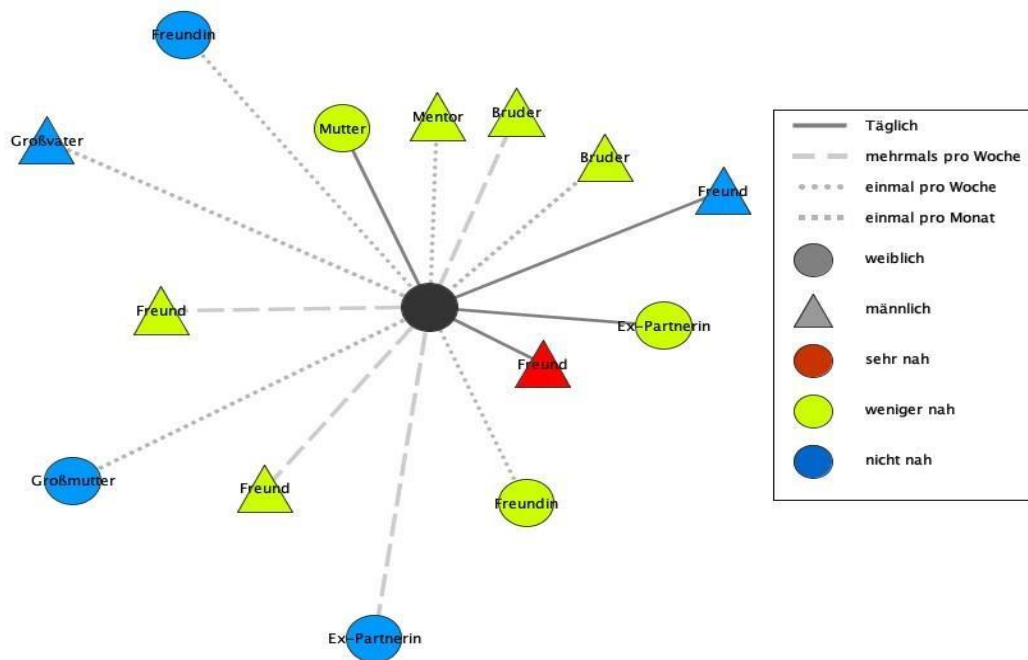 Freundin
Großvater
Mutter
Mentor
Bruder
Bruder
Freund
Freund
Ex-Partnerin
Freund
Großmutter
Freund
Freundin
Ex-Partnerin
Täglich
mehrmals pro Woche
einmal pro Woche
einmal pro Monat
weiblich
männlich
sehr nah
weniger nah
nicht nah